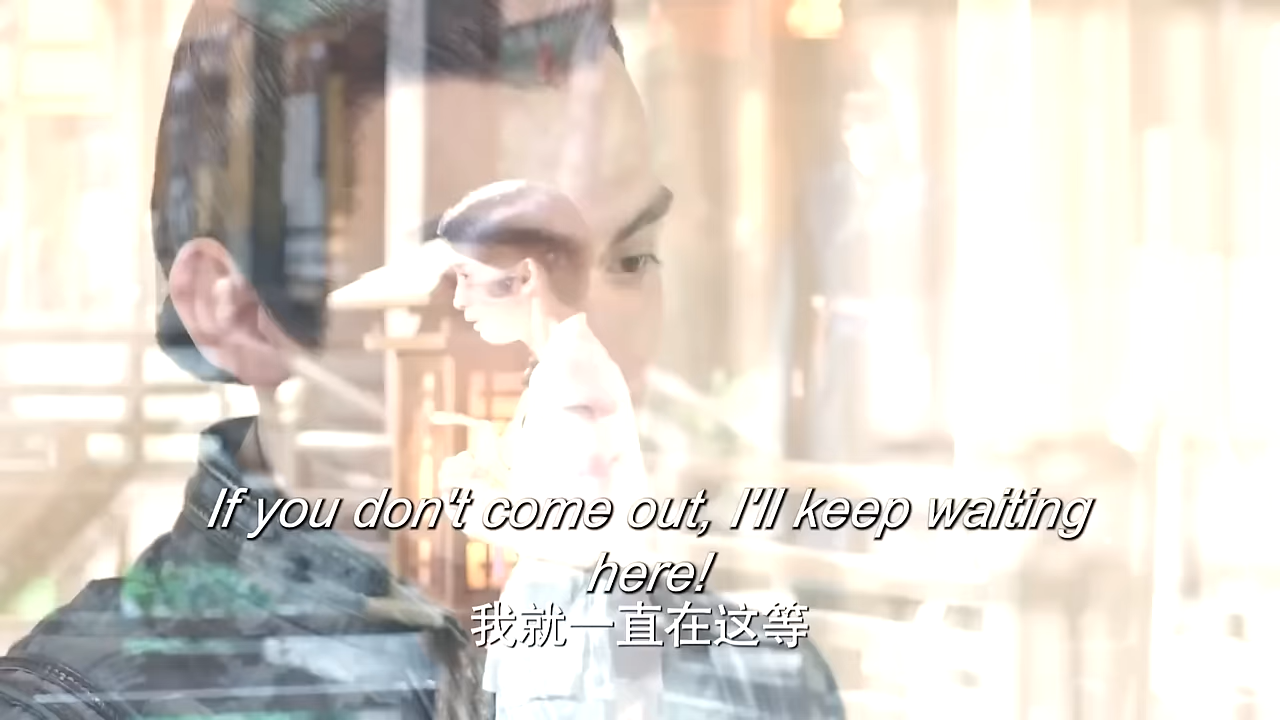 If you don't come out, I'll keep waiting
here!
我就一直在这等